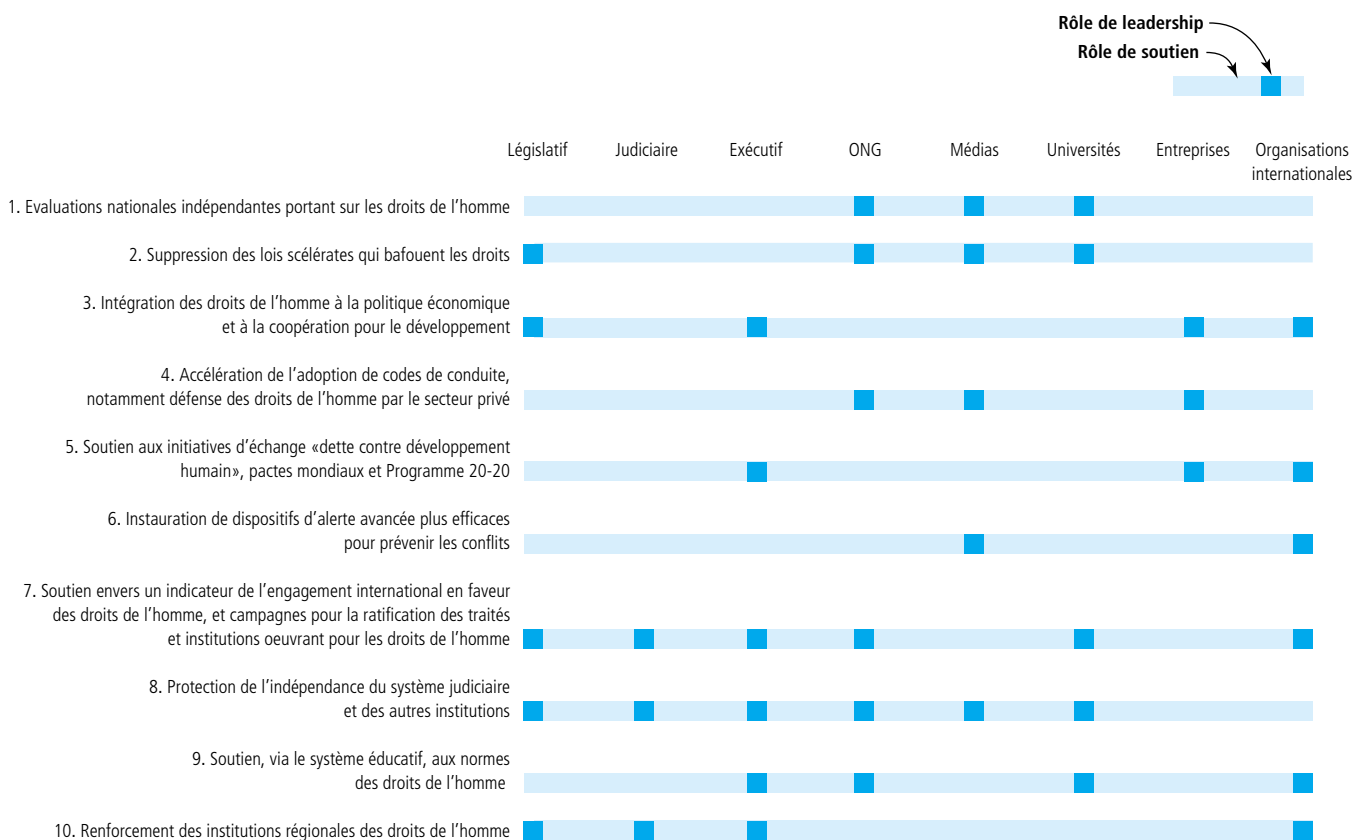 Rôle de leadership
Rôle de soutien
Législatif Judiciaire Exécutif ONG Médias Universités Entreprises Organisations
internationales
1. Evaluations nationales indépendantes portant sur les droits de l’homme
2. Suppression des lois scélérates qui bafouent les droits
3. Intégration des droits de l’homme à la politique économique
et à la coopération pour le développement
4. Accélération de l’adoption de codes de conduite,
notamment défense des droits de l’homme par le secteur privé
5. Soutien aux initiatives d’échange «dette contre développement
humain», pactes mondiaux et Programme 20-20
6. Instauration de dispositifs d’alerte avancée plus efficaces
pour prévenir les conflits
7. Soutien envers un indicateur de l’engagement international en faveur
des droits de l’homme, et campagnes pour la ratification des traités
et institutions oeuvrant pour les droits de l’homme
8. Protection de l’indépendance du système judiciaire
et des autres institutions
9. Soutien, via le système éducatif, aux normes
des droits de l’homme
10. Renforcement des institutions régionales des droits de l’homme